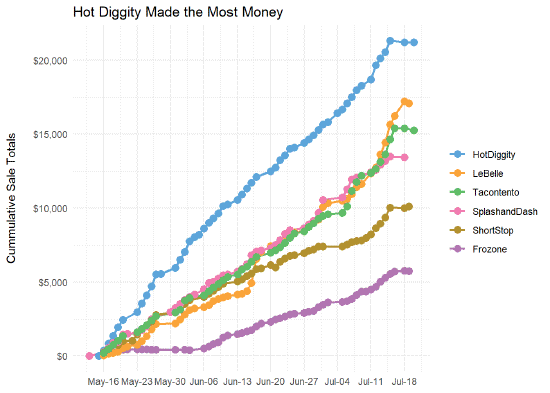 Hot Diggity Made the Most Money
Cummulative Sale Totals
$20,000
$15,000
$10,000
$5,000
$0
May-16 May-23 May-30 Jun-06 Jun-13 Jun-20 Jun-27 Jul-04 Jul-11 Jul-18
HotDiggity
LeBelle
Tacontento
SplashandDash
ShortStop
Frozone